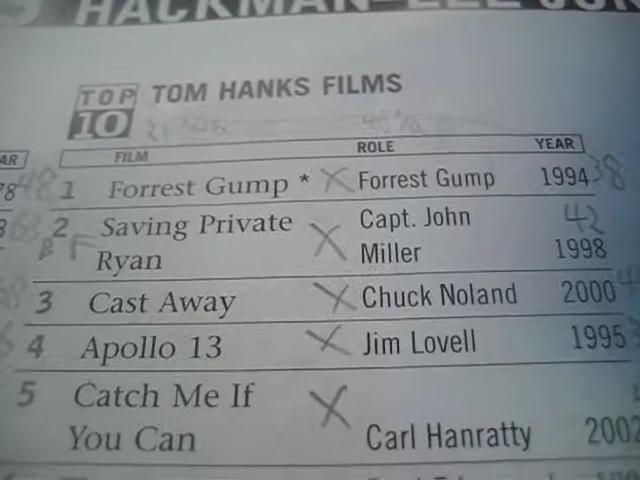 HACKMAN
TOP 10 TOM HANKS FILMS
FILM ROLE YEAR
1 Forrest Gump * X Forrest Gump 1994 38
2 Saving Private Capt. John 42
Ryan X Miller 1998
3 Cast Away X Chuck Noland 2000
4 Apollo 13 X Jim Lovell 1995
5 Catch Me If X
You Can Carl Hanratty 2002